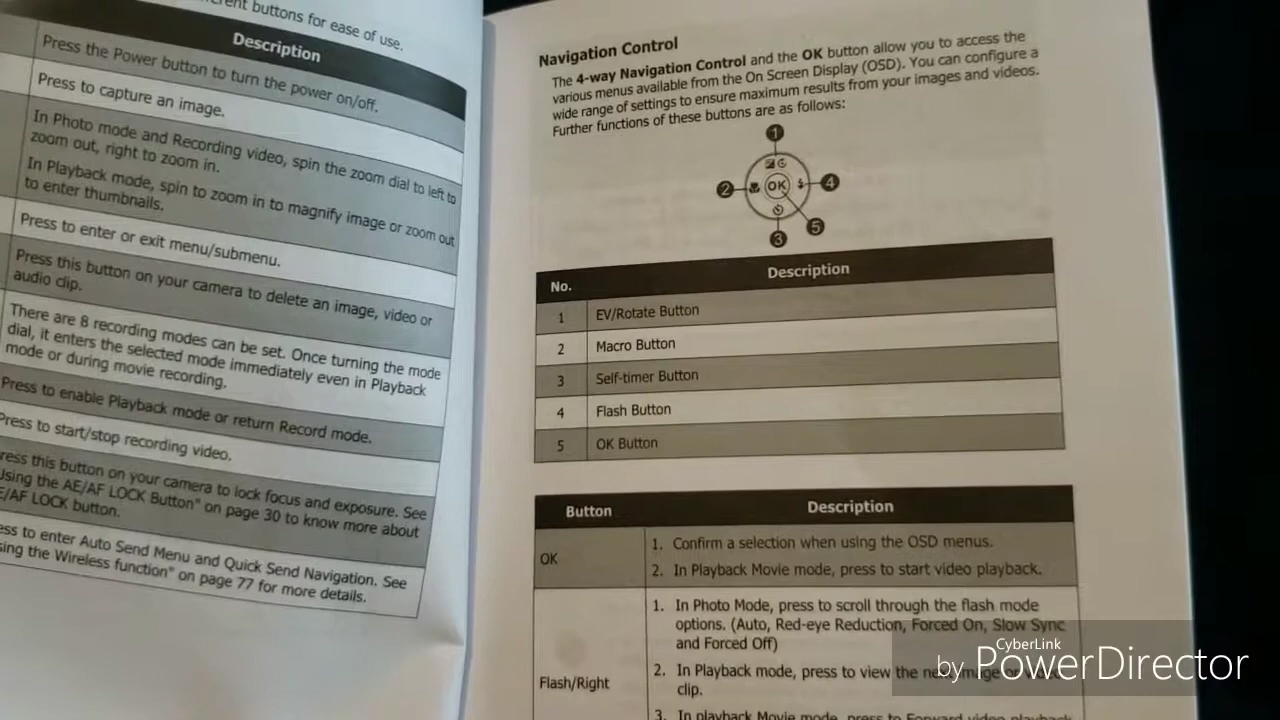 rent buttons for ease of use.
Description
Press the Power button to turn the power on/off.
Press to capture an image.
In Photo mode and Recording video, spin the zoom dial to left to
zoom out, right to zoom in.
In Playback mode, spin to zoom in to magnify image or zoom out
to enter thumbnails.
Press to enter or exit menu/submenu.
Press this button on your camera to delete an image, video or
audio clip.
There are 8 recording modes can be set. Once turning the mode
dial, it enters the selected mode immediately even in Playback
mode or during movie recording.
Press to enable Playback mode or return Record mode.
Press to start/stop recording video.
ress this button on your camera to lock focus and exposure. See
Using the AE/AF LOCK Button" on page 30 to know more about
E/AF LOCK button.
ess to enter Auto Send Menu and Quick Send Navigation. See
sing the Wireless function" on page 77 for more details.
Navigation Control
The 4-way Navigation Control and the OK button allow you to access the
various menus available from the On Screen Display (OSD). You can configure a
wide range of settings to ensure maximum results from your images and videos.
Further functions of these buttons are as follows:
1
2 OK 4
3 5
No. Description
1 EV/Rotate Button
2 Macro Button
3 Self-timer Button
4 Flash Button
5 OK Button
Button Description
OK
1. Confirm a selection when using the OSD menus.
2. In Playback Movie mode, press to start video playback.
Flash/Right
1. In Photo Mode, press to scroll through the flash mode
options. (Auto, Red-eye Reduction, Forced On, Slow Sync
and Forced Off)
2. In Playback mode, press to view the next image or video
clip.
3. In playback Movie mode, press to Forward video playback
CyberLink
by PowerDirector